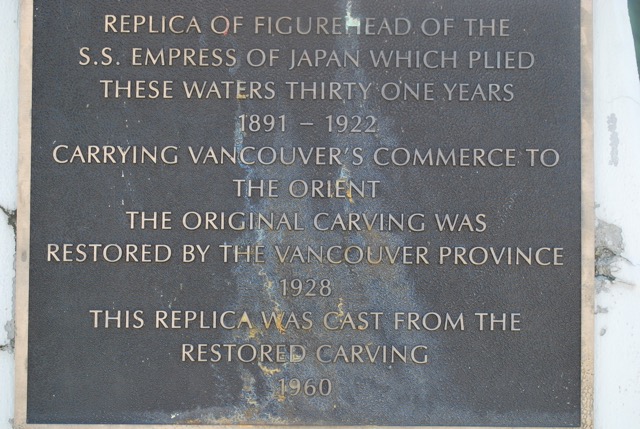 REPLICA OF FIGUREHEAD OF THE
S.S. EMPRESS OF JAPAN WHICH PLIED
THESE WATERS THIRTY ONE YEARS
1891 – 1922
CARRYING VANCOUVER'S COMMERCE TO
THE ORIENT
THE ORIGINAL CARVING WAS
RESTORED BY THE VANCOUVER PROVINCE
1928
THIS REPLICA WAS CAST FROM THE
RESTORED CARVING
1960